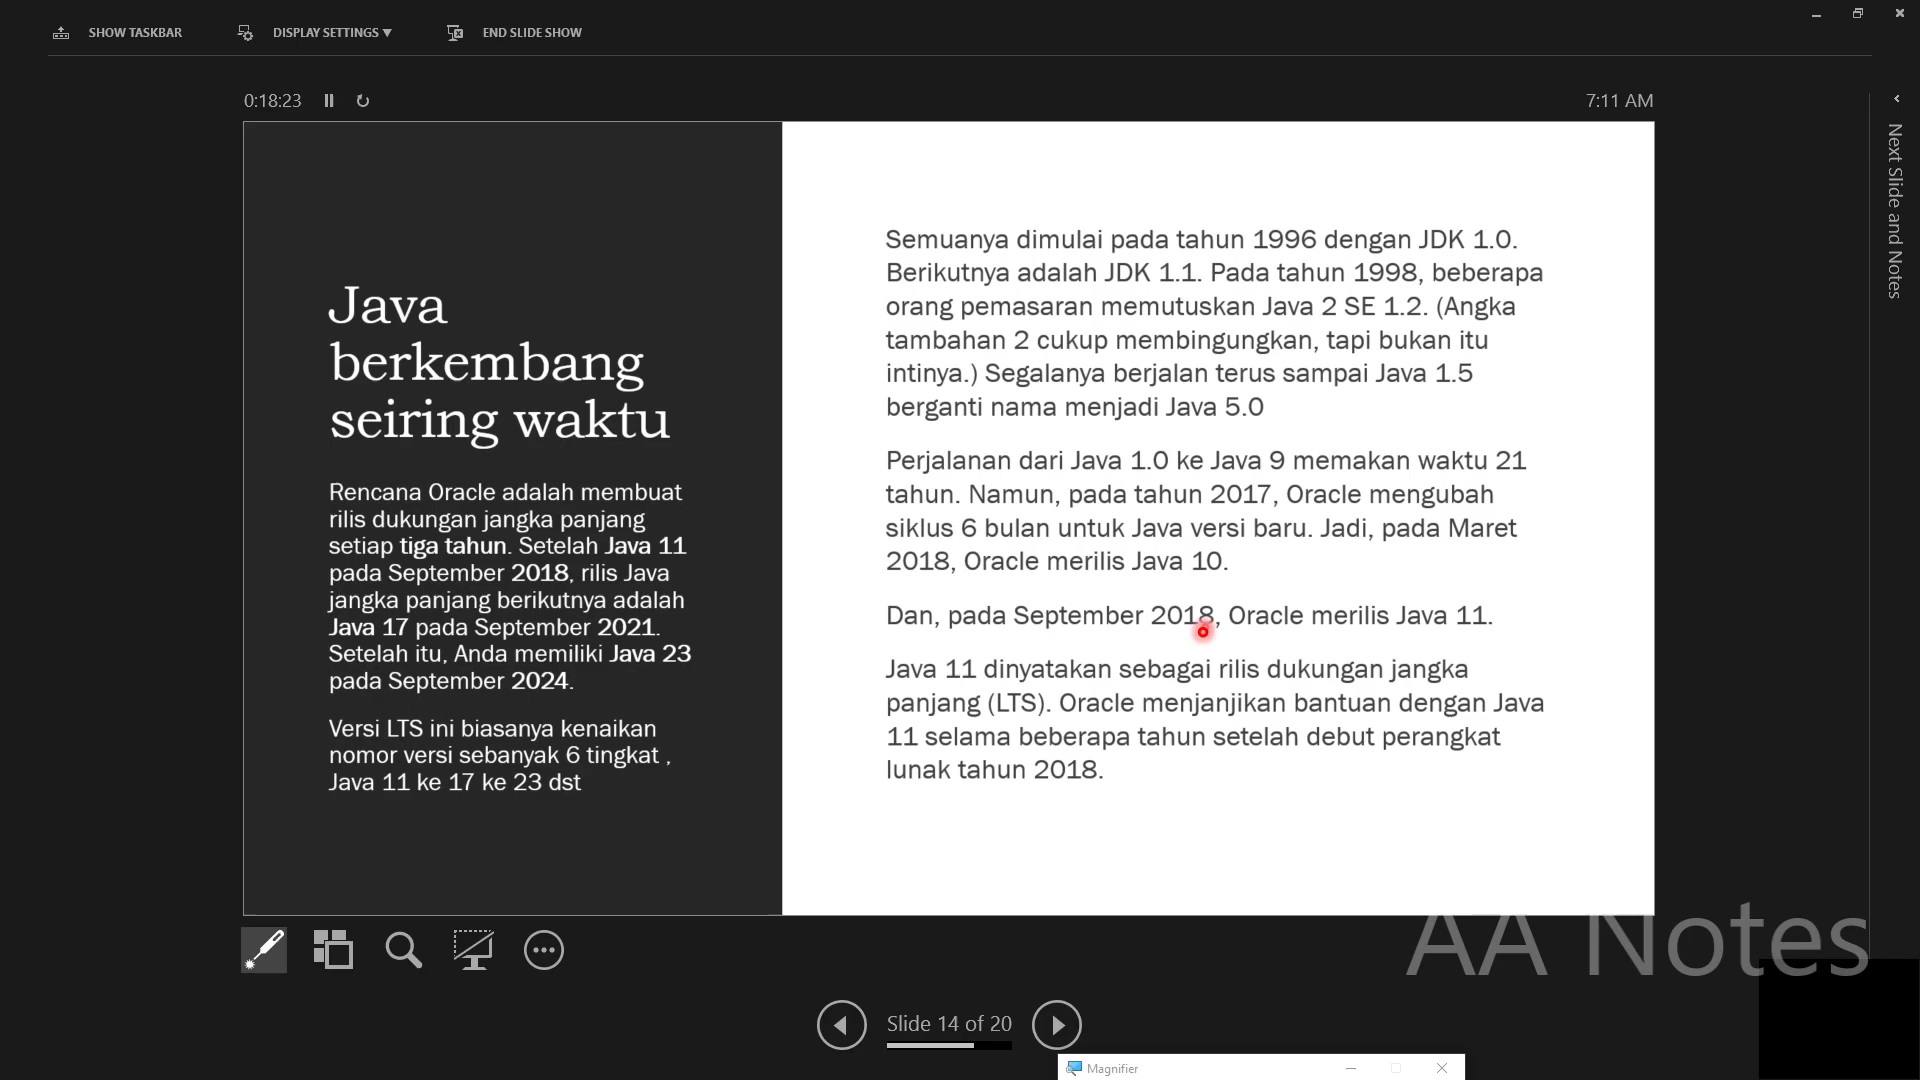 SHOW TASKBAR
DISPLAY SETTINGS ▼
END SLIDE SHOW
0:18:23
7:11 AM
Java
berkembang
seiring waktu
Rencana Oracle adalah membuat
rilis dukungan jangka panjang
setiap tiga tahun. Setelah Java 11
pada September 2018, rilis Java
jangka panjang berikutnya adalah
Java 17 pada September 2021.
Setelah itu, Anda memiliki Java 23
pada September 2024.
Versi LTS ini biasanya kenaikan
nomor versi sebanyak 6 tingkat ,
Java 11 ke 17 ke 23 dst
Semuanya dimulai pada tahun 1996 dengan JDK 1.0.
Berikutnya adalah JDK 1.1. Pada tahun 1998, beberapa
orang pemasaran memutuskan Java 2 SE 1.2. (Angka
tambahan 2 cukup membingungkan, tapi bukan itu
intinya.) Segalanya berjalan terus sampai Java 1.5
berganti nama menjadi Java 5.0
Perjalanan dari Java 1.0 ke Java 9 memakan waktu 21
tahun. Namun, pada tahun 2017, Oracle mengubah
siklus 6 bulan untuk Java versi baru. Jadi, pada Maret
2018, Oracle merilis Java 10.
Dan, pada September 2018, Oracle merilis Java 11.
Java 11 dinyatakan sebagai rilis dukungan jangka
panjang (LTS). Oracle menjanjikan bantuan dengan Java
11 selama beberapa tahun setelah debut perangkat
lunak tahun 2018.
Next Slide and Notes
AA Notes
Slide 14 of 20
Magnifier